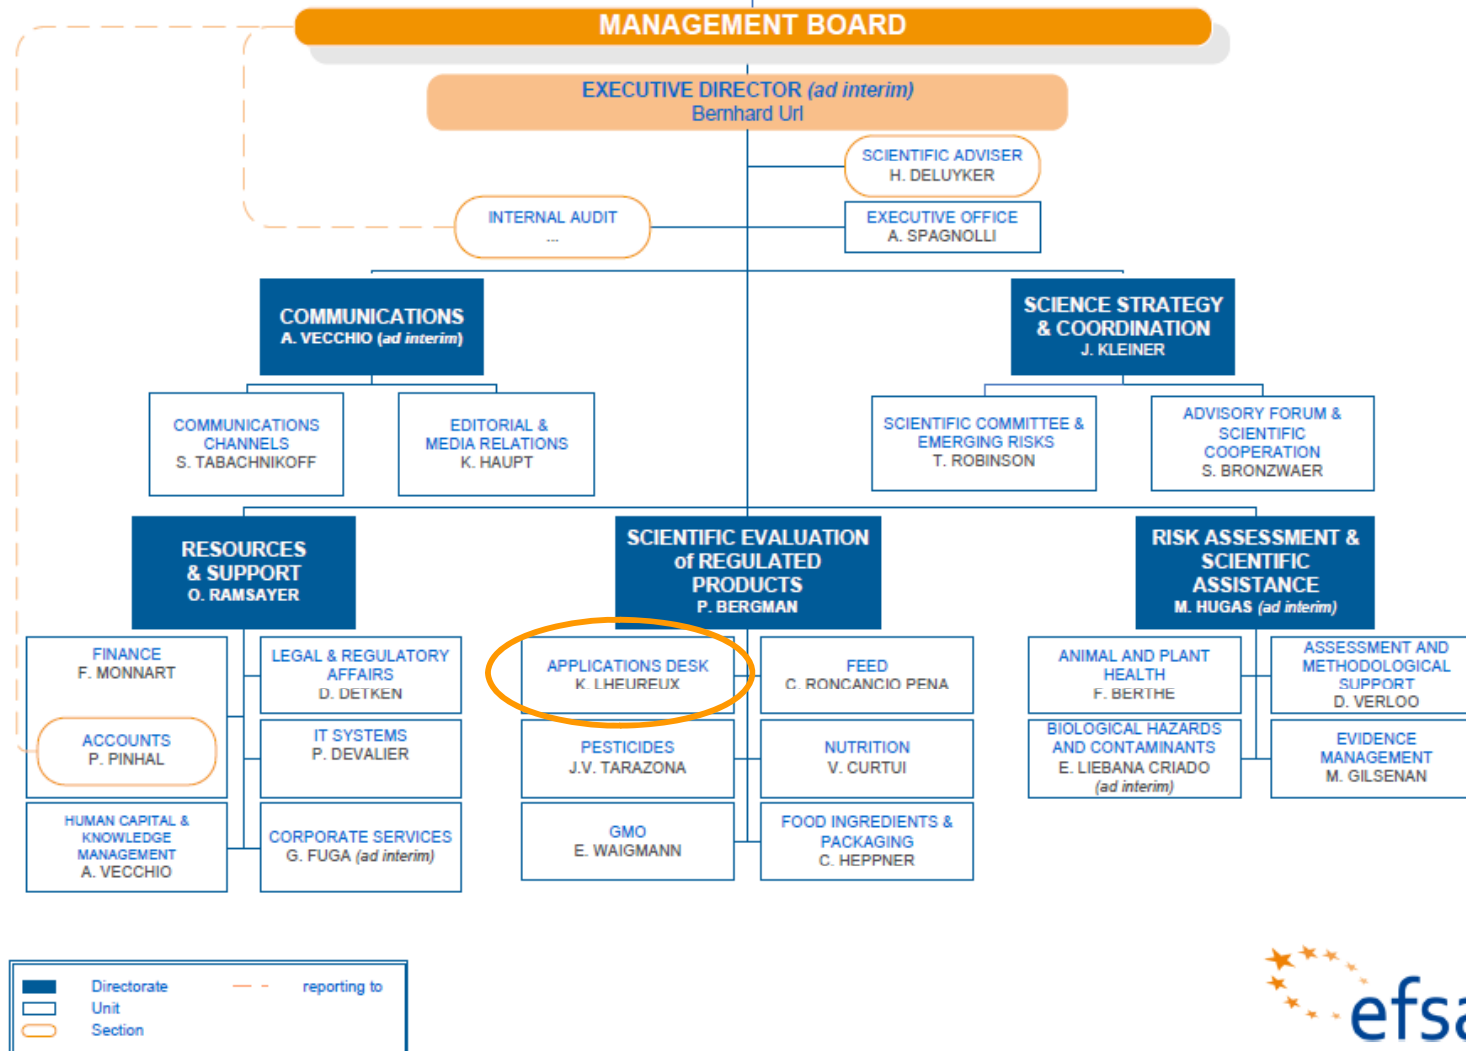 MANAGEMENT BOARD
EXECUTIVE DIRECTOR (ad interim)
Bernhard Url
SCIENTIFIC ADVISER
H. DELUYKER
INTERNAL AUDIT
...
EXECUTIVE OFFICE
A. SPAGNOLLI
COMMUNICATIONS
A. VECCHIO (ad interim)
SCIENCE STRATEGY
& COORDINATION
J. KLEINER
COMMUNICATIONS
CHANNELS
S. TABACHNIKOFF
EDITORIAL &
MEDIA RELATIONS
K. HAUPT
SCIENTIFIC COMMITTEE &
EMERGING RISKS
T. ROBINSON
ADVISORY FORUM &
SCIENTIFIC
COOPERATION
S. BRONZWAER
RESOURCES
& SUPPORT
O. RAMSAYER
SCIENTIFIC EVALUATION
of REGULATED
PRODUCTS
P. BERGMAN
RISK ASSESSMENT &
SCIENTIFIC
ASSISTANCE
M. HUGAS (ad interim)
FINANCE
F. MONNART
ACCOUNTS
P. PINHAL
LEGAL & REGULATORY
AFFAIRS
D. DETKEN
IT SYSTEMS
P. DEVALIER
HUMAN CAPITAL &
KNOWLEDGE
MANAGEMENT
A. VECCHIO
CORPORATE SERVICES
G. FUGA (ad interim)
APPLICATIONS DESK
K. LHEUREUX
FEED
C. RONCANCIO PENA
PESTICIDES
J.V. TARAZONA
NUTRITION
V. CURTUI
GMO
E. WAIGMANN
FOOD INGREDIENTS &
PACKAGING
C. HEPPNER
ANIMAL AND PLANT
HEALTH
F. BERTHE
ASSESSMENT AND
METHODOLOGICAL
SUPPORT
D. VERLOO
BIOLOGICAL HAZARDS
AND CONTAMINANTS
E. LIEBANA CRIADO
(ad interim)
EVIDENCE
MANAGEMENT
M. GILSENAN
Directorate
reporting to
Unit
Section
efsa